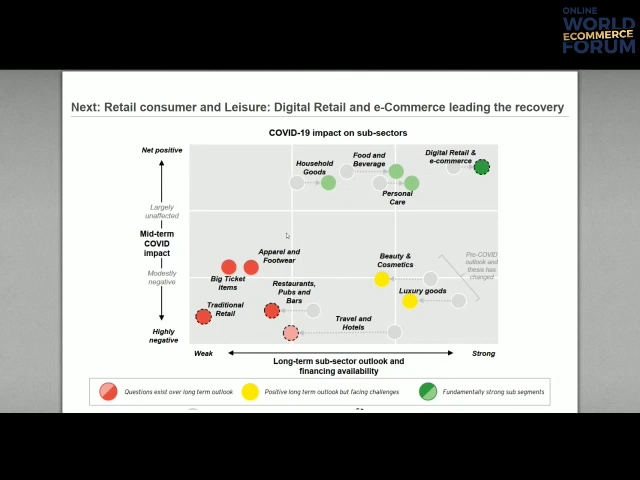 ONLINE
WORLD
ECOMMERCE
FORUM
Next: Retail consumer and Leisure: Digital Retail and e-Commerce leading the recovery
COVID-19 impact on sub-sectors
Net positive
Largely
unaffected
Mid-term
COVID
impact
Modestly
negative
Highly
negative
Household
Goods
Food and
Beverage
Digital Retail &
e-commerce
Personal
Care
Apparel and
Footwear
Big Ticket
items
Beauty &
Cosmetics
Pre-COVID
outlook and
thesis has
changed
Restaurants,
Pubs and
Bars
Luxury goods
Traditional
Retail
Travel and
Hotels
Weak
Strong
Long-term sub-sector outlook and
financing availability
Questions exist over long term outlook
Positive long term outlook but facing challenges
Fundamentally strong sub segments